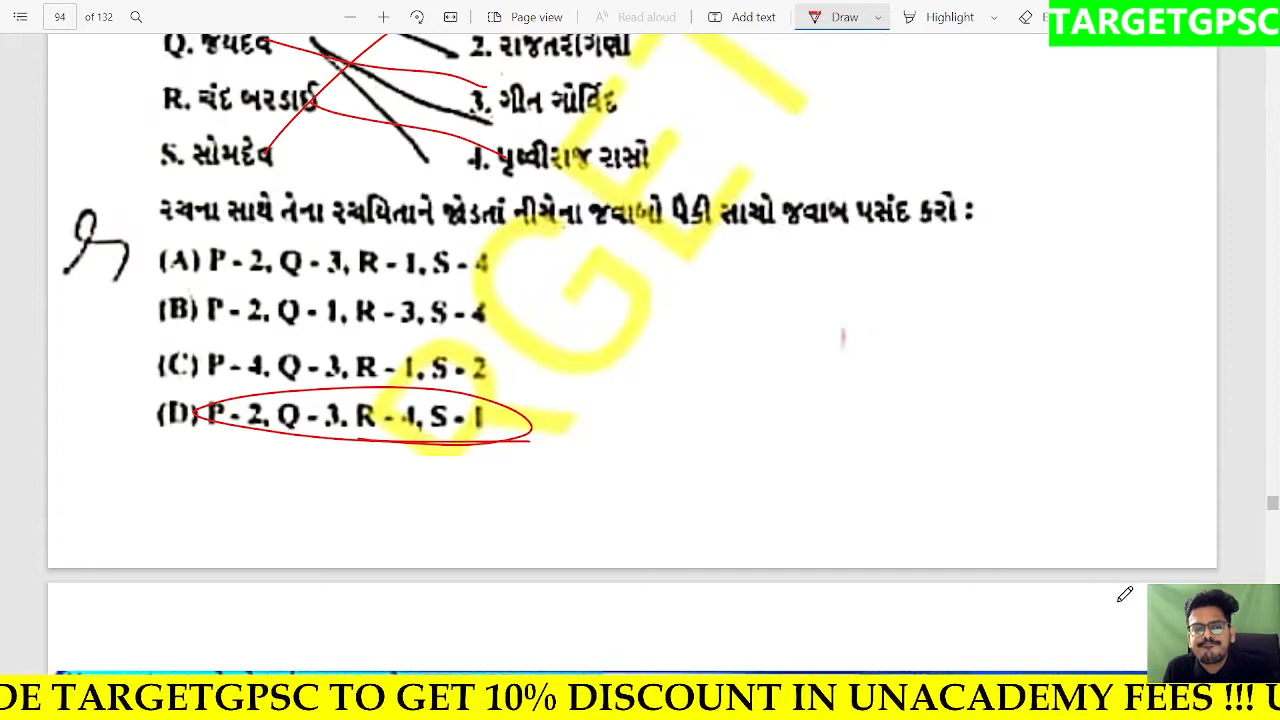 94 of 132
Page view
Read aloud
Add text
Draw
Highlight
TARGETGPSC
Q. જયદેવ 2. રાજતરંગિણી
R. ચંદ બરડાઈ 3. ગીત ગોવિંદ
S. સોમદેવ 4. પૃથ્વીરાજ રાસો
રચના સાથે તેના રચયિતાને જોડતાં નીચેના જવાબો પૈકી સાચો જવાબ પસંદ કરો :
(A) P - 2, Q - 3, R - 1, S - 4
(B) P - 2, Q - 1, R - 3, S - 4
(C) P - 4, Q - 3, R - 1, S - 2
(D) P - 2, Q - 3, R - 4, S - 1
DE TARGETGPSC TO GET 10% DISCOUNT IN UNACADEMY FEES !!! U